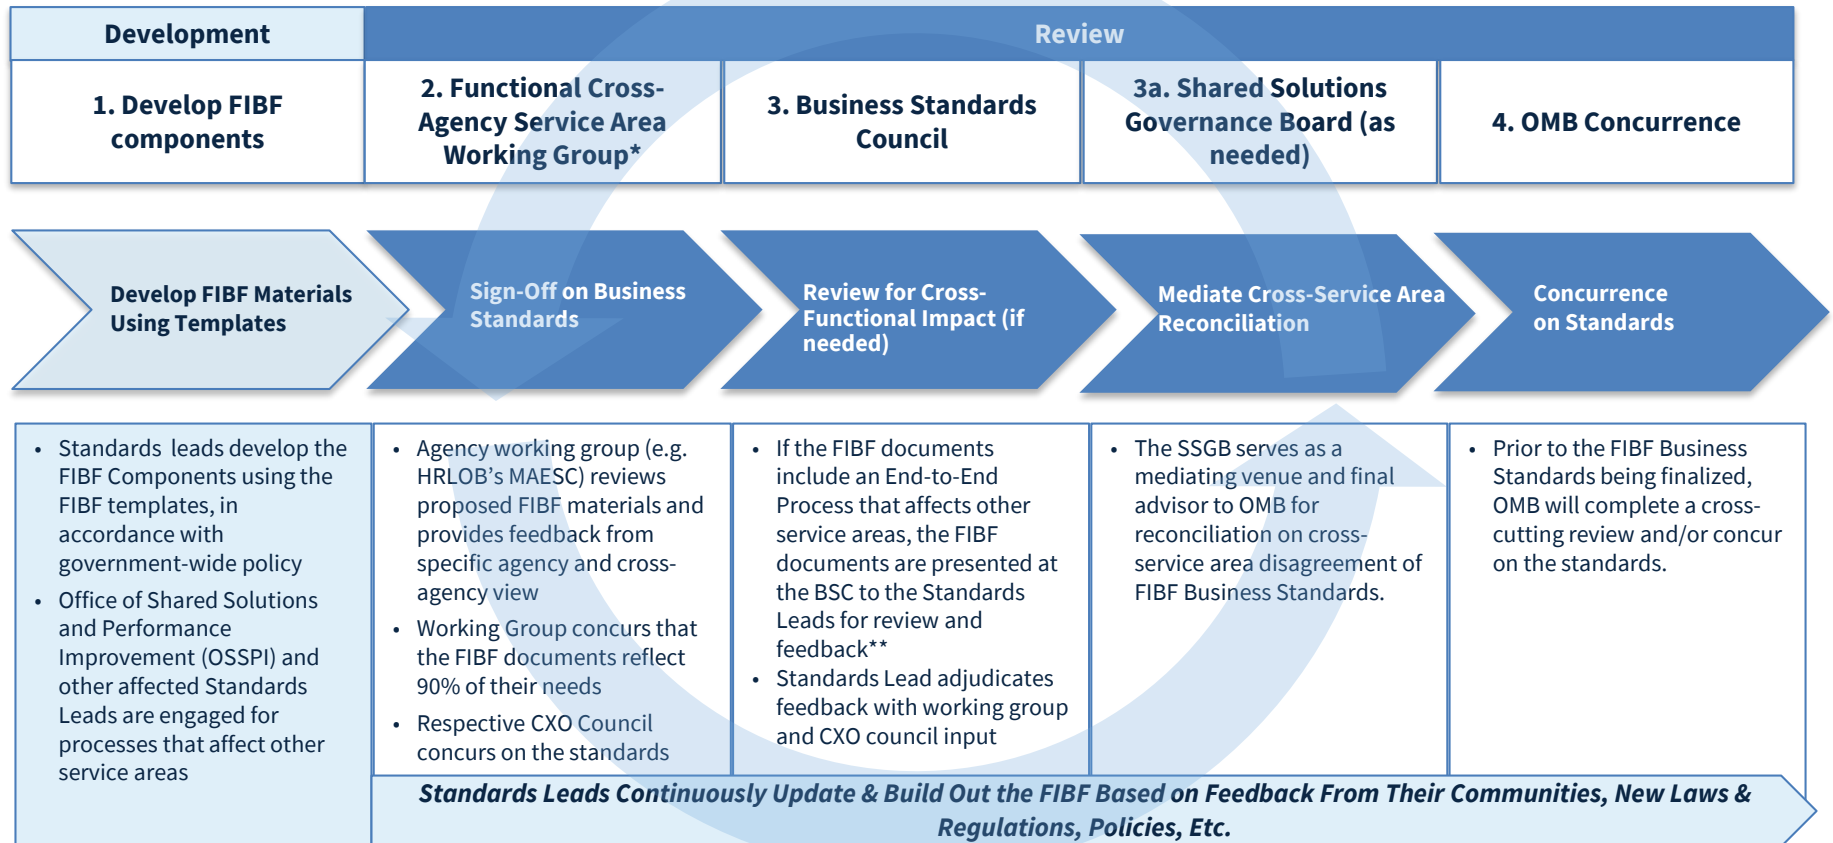 Development
Review
1. Develop FIBF
components
2. Functional Cross-
Agency Service Area
Working Group*
3. Business Standards
Council
3a. Shared Solutions
Governance Board (as
needed)
4. OMB Concurrence
Develop FIBF Materials
Using Templates
Sign-Off on Business
Standards
Review for Cross-
Functional Impact (if
needed)
Mediate Cross-Service Area
Reconciliation
Concurrence
on Standards
• Standards leads develop the
FIBF Components using the
FIBF templates, in
accordance with
government-wide policy
• Office of Shared Solutions
and Performance
Improvement (OSSPI) and
other affected Standards
Leads are engaged for
processes that affect other
service areas
• Agency working group (e.g.
HRLOB's MAESC) reviews
proposed FIBF materials and
provides feedback from
specific agency and cross-
agency view
• Working Group concurs that
the FIBF documents reflect
90% of their needs
• Respective CXO Council
concurs on the standards
• If the FIBF documents
include an End-to-End
Process that affects other
service areas, the FIBF
documents are presented at
the BSC to the Standards
Leads for review and
feedback**
• Standards Lead adjudicates
feedback with working group
and CXO council input
• The SSGB serves as a
mediating venue and final
advisor to OMB for
reconciliation on cross-
service area disagreement of
FIBF Business Standards.
• Prior to the FIBF Business
Standards being finalized,
OMB will complete a cross-
cutting review and/or concur
on the standards.
Standards Leads Continuously Update & Build Out the FIBF Based on Feedback From Their Communities, New Laws &
Regulations, Policies, Etc.